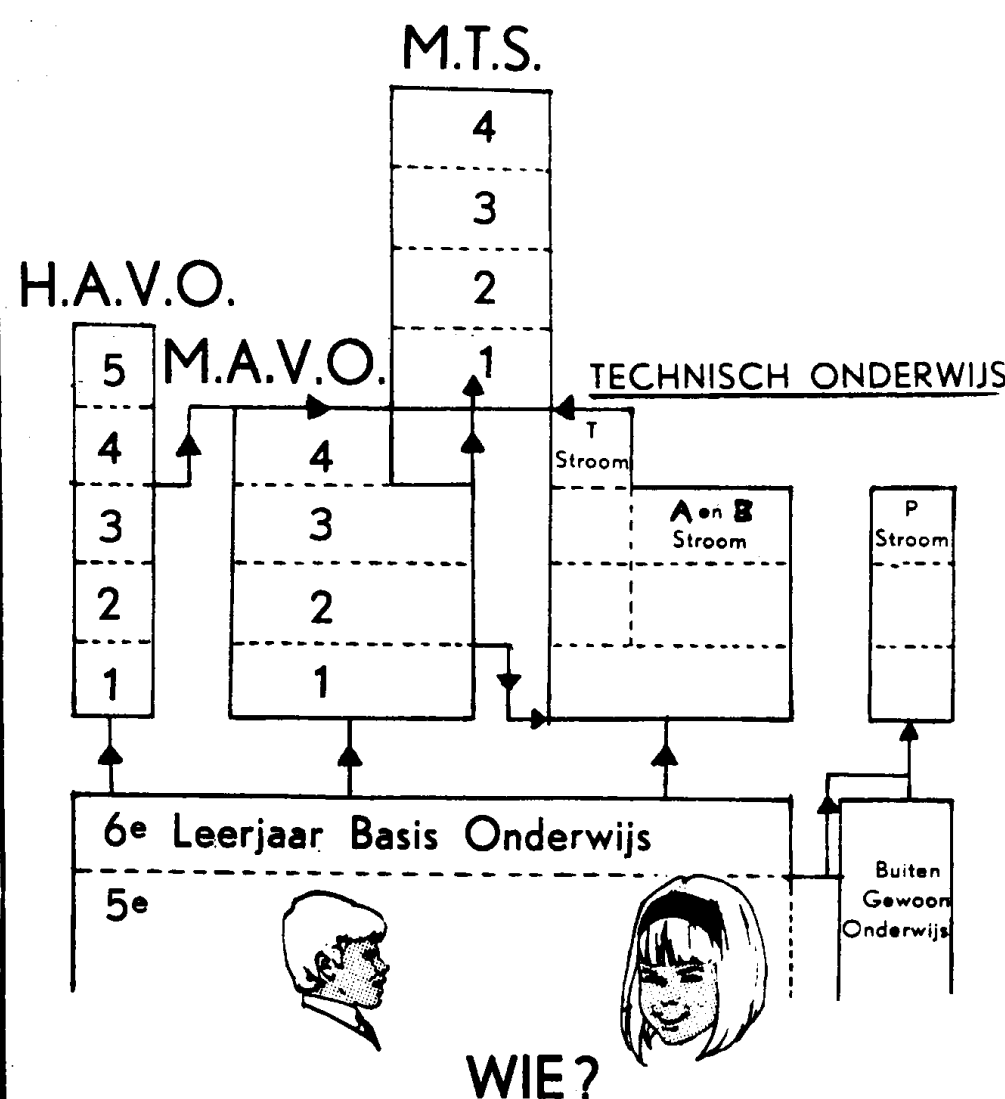 M.T.S.
4
3
2
1
H.A.V.O.
5
4
3
2
1
M.A.V.O.
4
3
2
1
TECHNISCH ONDERWIJS
T
Stroom
A en B
Stroom
P
Stroom
6e Leerjaar Basis Onderwijs
5e
Buiten
Gewoon
Onderwijs
WIE?